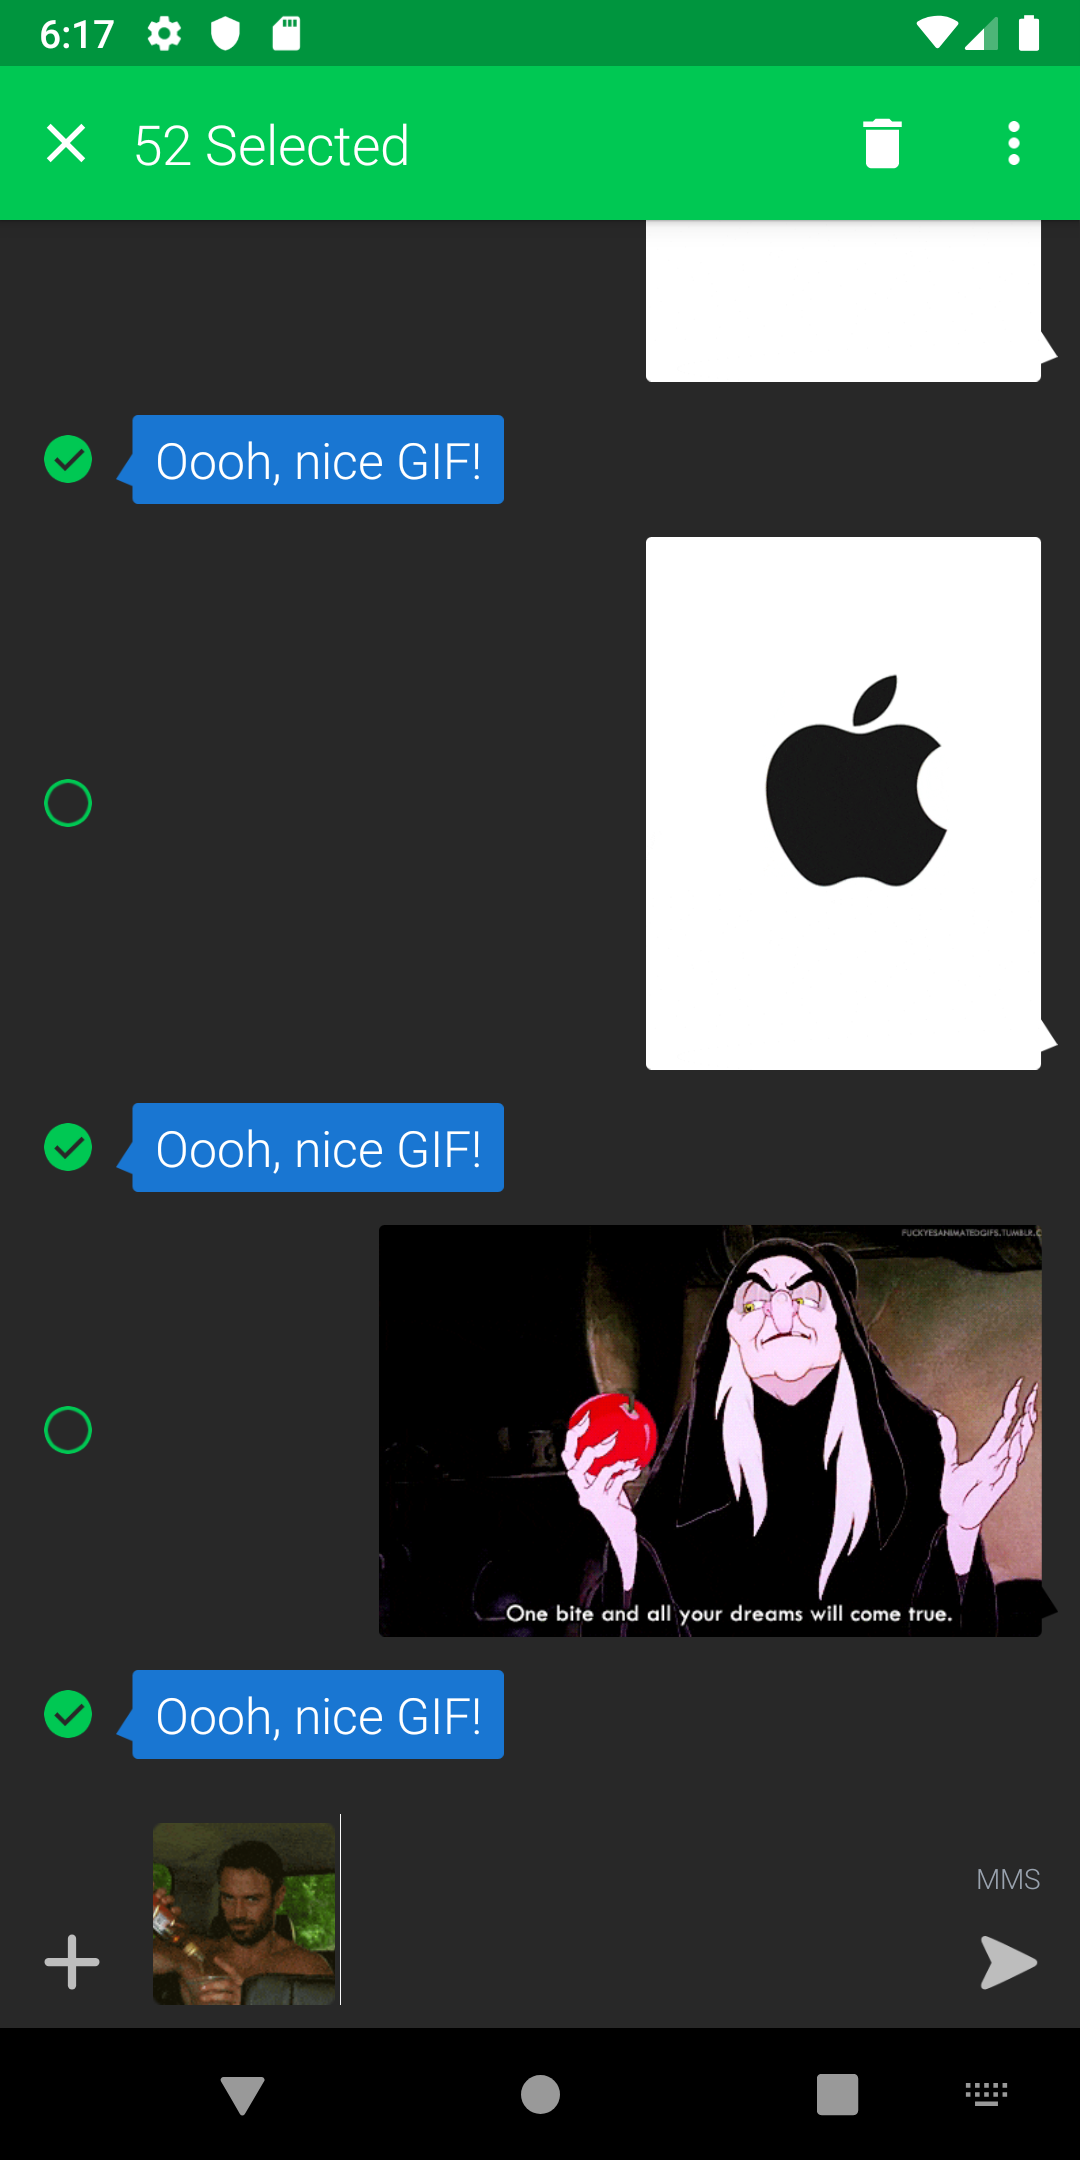 6:17
52 Selected
Oooh, nice GIF!
Oooh, nice GIF!
FUCKYESANIMATEDGIFS.TUMBLR.C
One bite and all your dreams will come true.
Oooh, nice GIF!
MMS